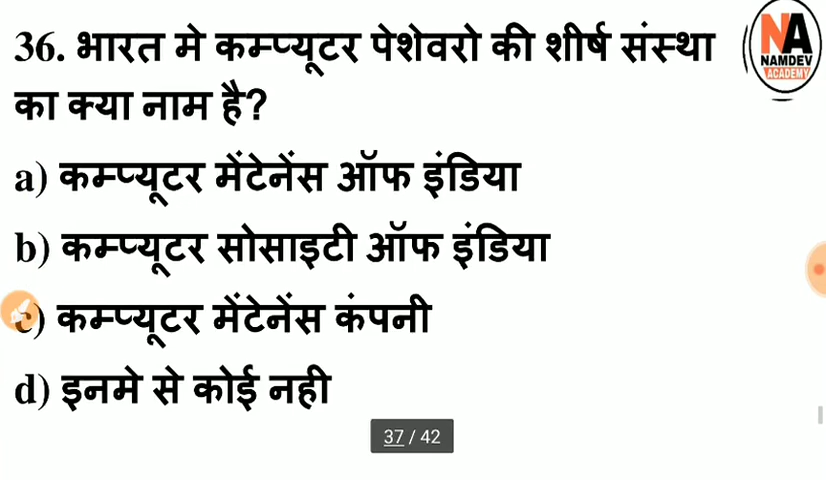 36. भारत मे कम्प्यूटर पेशेवरो की शीर्ष संस्था
का क्या नाम है?
NA
NAMDEV
ACADEMY
a) कम्प्यूटर मेंटेनेंस ऑफ इंडिया
b) कम्प्यूटर सोसाइटी ऑफ इंडिया
c) कम्प्यूटर मेंटेनेंस कंपनी
d) इनमे से कोई नही
37 / 42